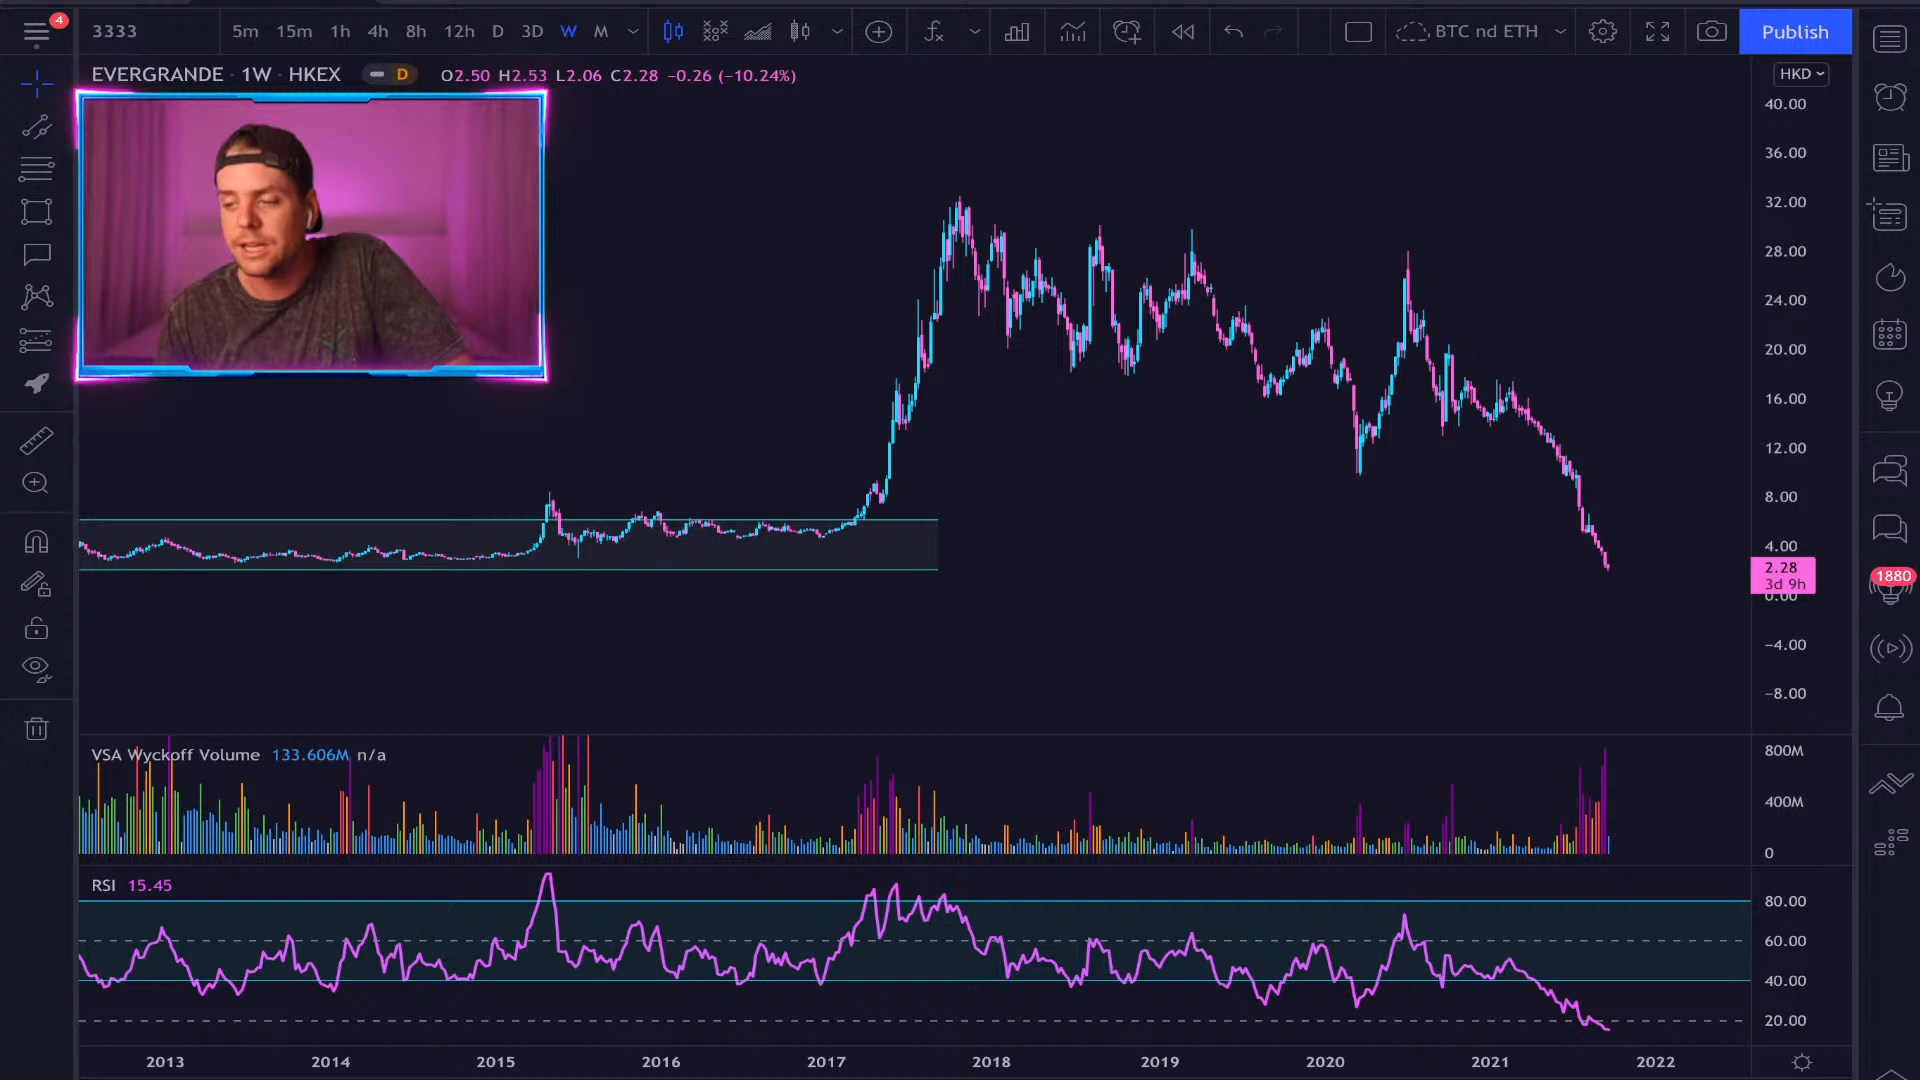 4
3333
5m 15m 1h 4h 8h 12h D 3D W M
BTC nd ETH
Publish
EVERGRANDE · 1W · HKEX
D
O2.50 H2.53 L2.06 C2.28 −0.26 (−10.24%)
HKD
40.00
36.00
32.00
28.00
24.00
20.00
16.00
12.00
8.00
4.00
2.28
3d 9h
0.00
−4.00
−8.00
1880
VSA Wyckoff Volume 133.606M n/a
800M
400M
0
RSI 15.45
80.00
60.00
40.00
20.00
2013 2014 2015 2016 2017 2018 2019 2020 2021 2022